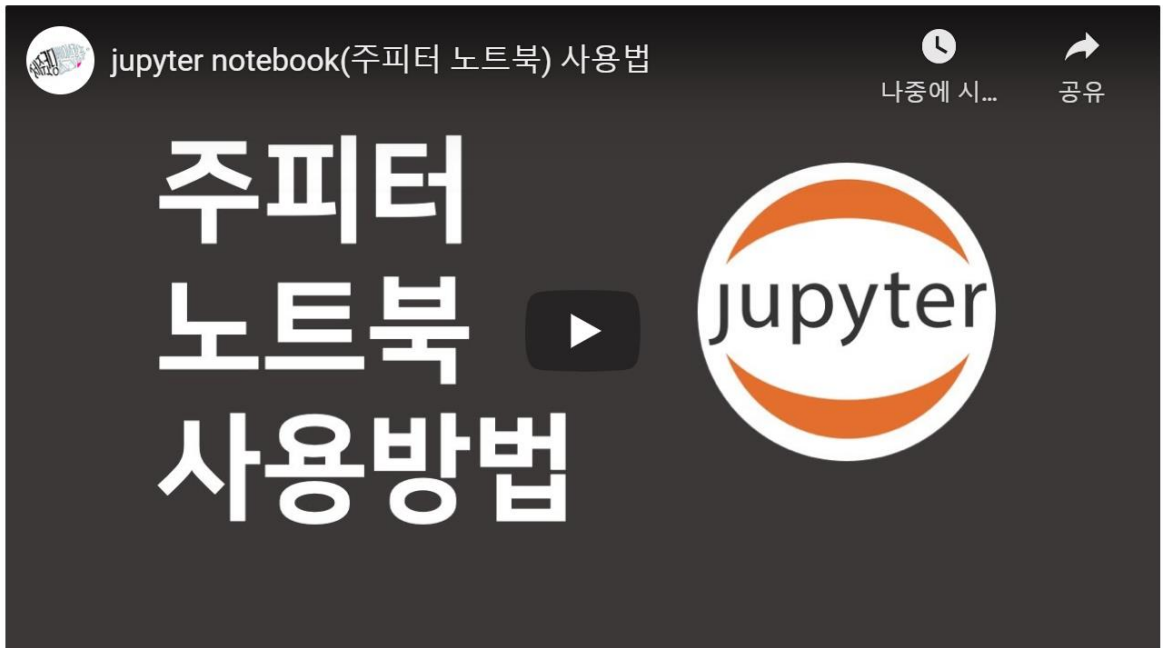 jupyter notebook(주피터 노트북) 사용법
나중에 시...
공유
주피터
노트북
사용방법
jupyter